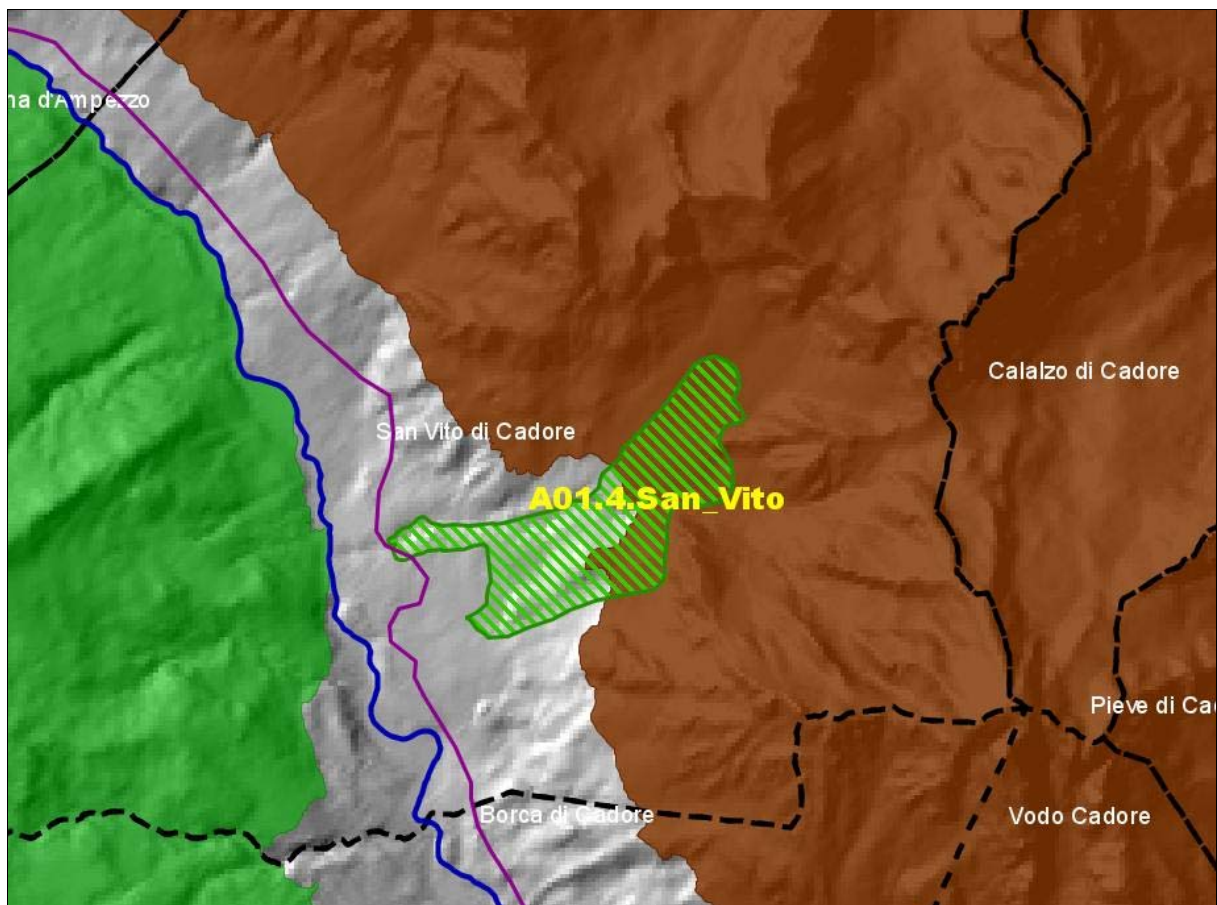 na d'Ampezzo
Calalzo di Cadore
San Vito di Cadore
A01.4.San_Vito
Pieve di Ca
Borca di Cadore
Vodo Cadore